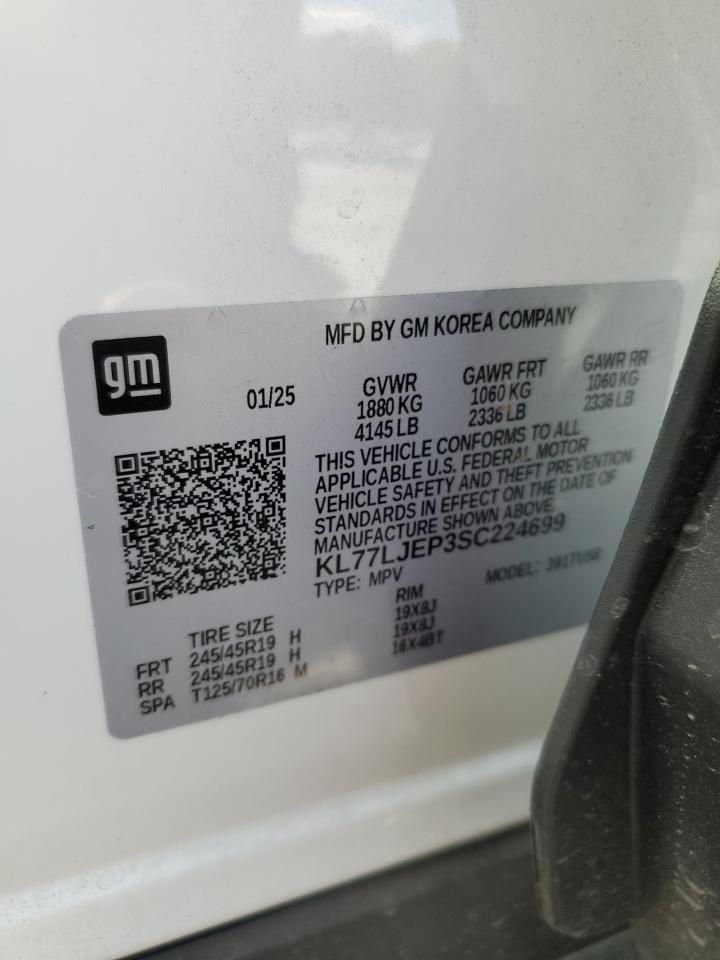 MFD BY GM KOREA COMPANY
gm
01/25
GVWR
1880 KG
4145 LB
GAWR FRT
1060 KG
2336 LB
GAWR RR
1060 KG
2336 LB
THIS VEHICLE CONFORMS TO ALL
APPLICABLE U.S. FEDERAL MOTOR
VEHICLE SAFETY AND THEFT PREVENTION
STANDARDS IN EFFECT ON THE DATE OF
MANUFACTURE SHOWN ABOVE.
KL77LJEP3SC224699
TYPE: MPV
MODEL:
TIRE SIZE RIM
FRT 245/45R19 H 19X8J
RR 245/45R19 H 19X8J
SPA T125/70R16 M 16X4BT